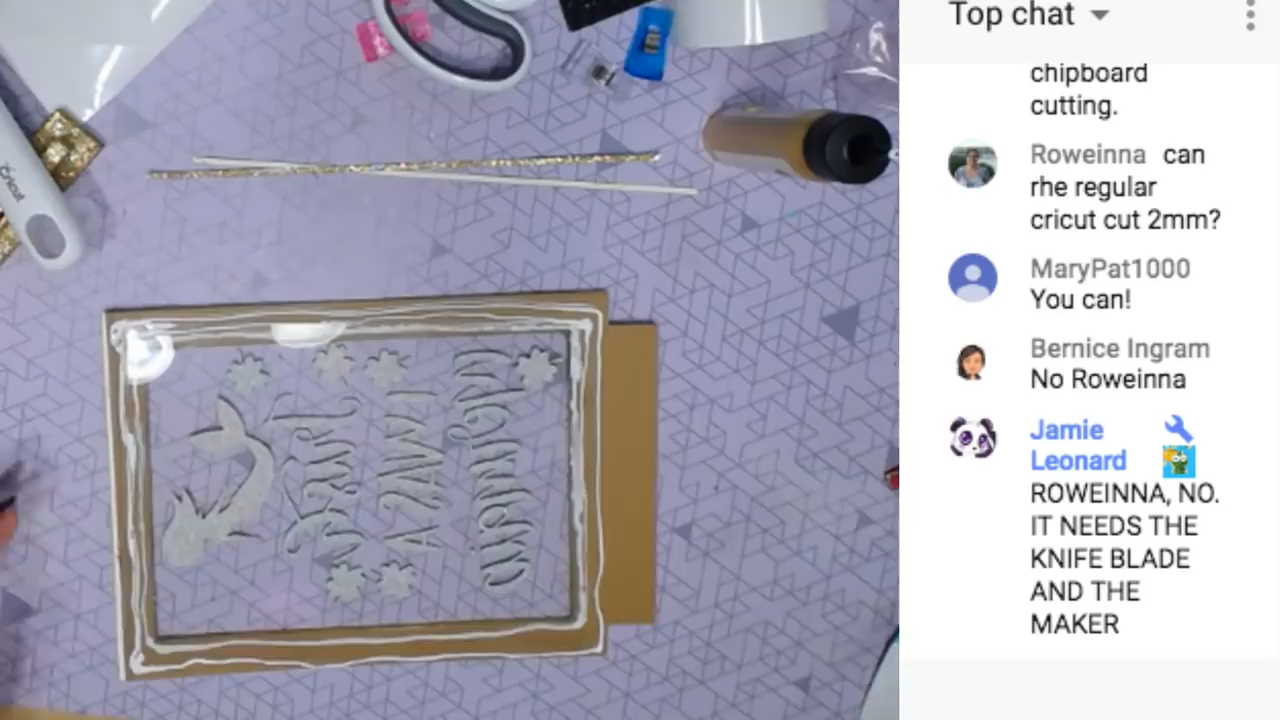 Top chat
chipboard
cutting.
Roweinna can
rhe regular
cricut cut 2mm?
MaryPat1000
You can!
Bernice Ingram
No Roweinna
Jamie
Leonard
ROWEINNA, NO.
IT NEEDS THE
KNIFE BLADE
AND THE
MAKER
cricut